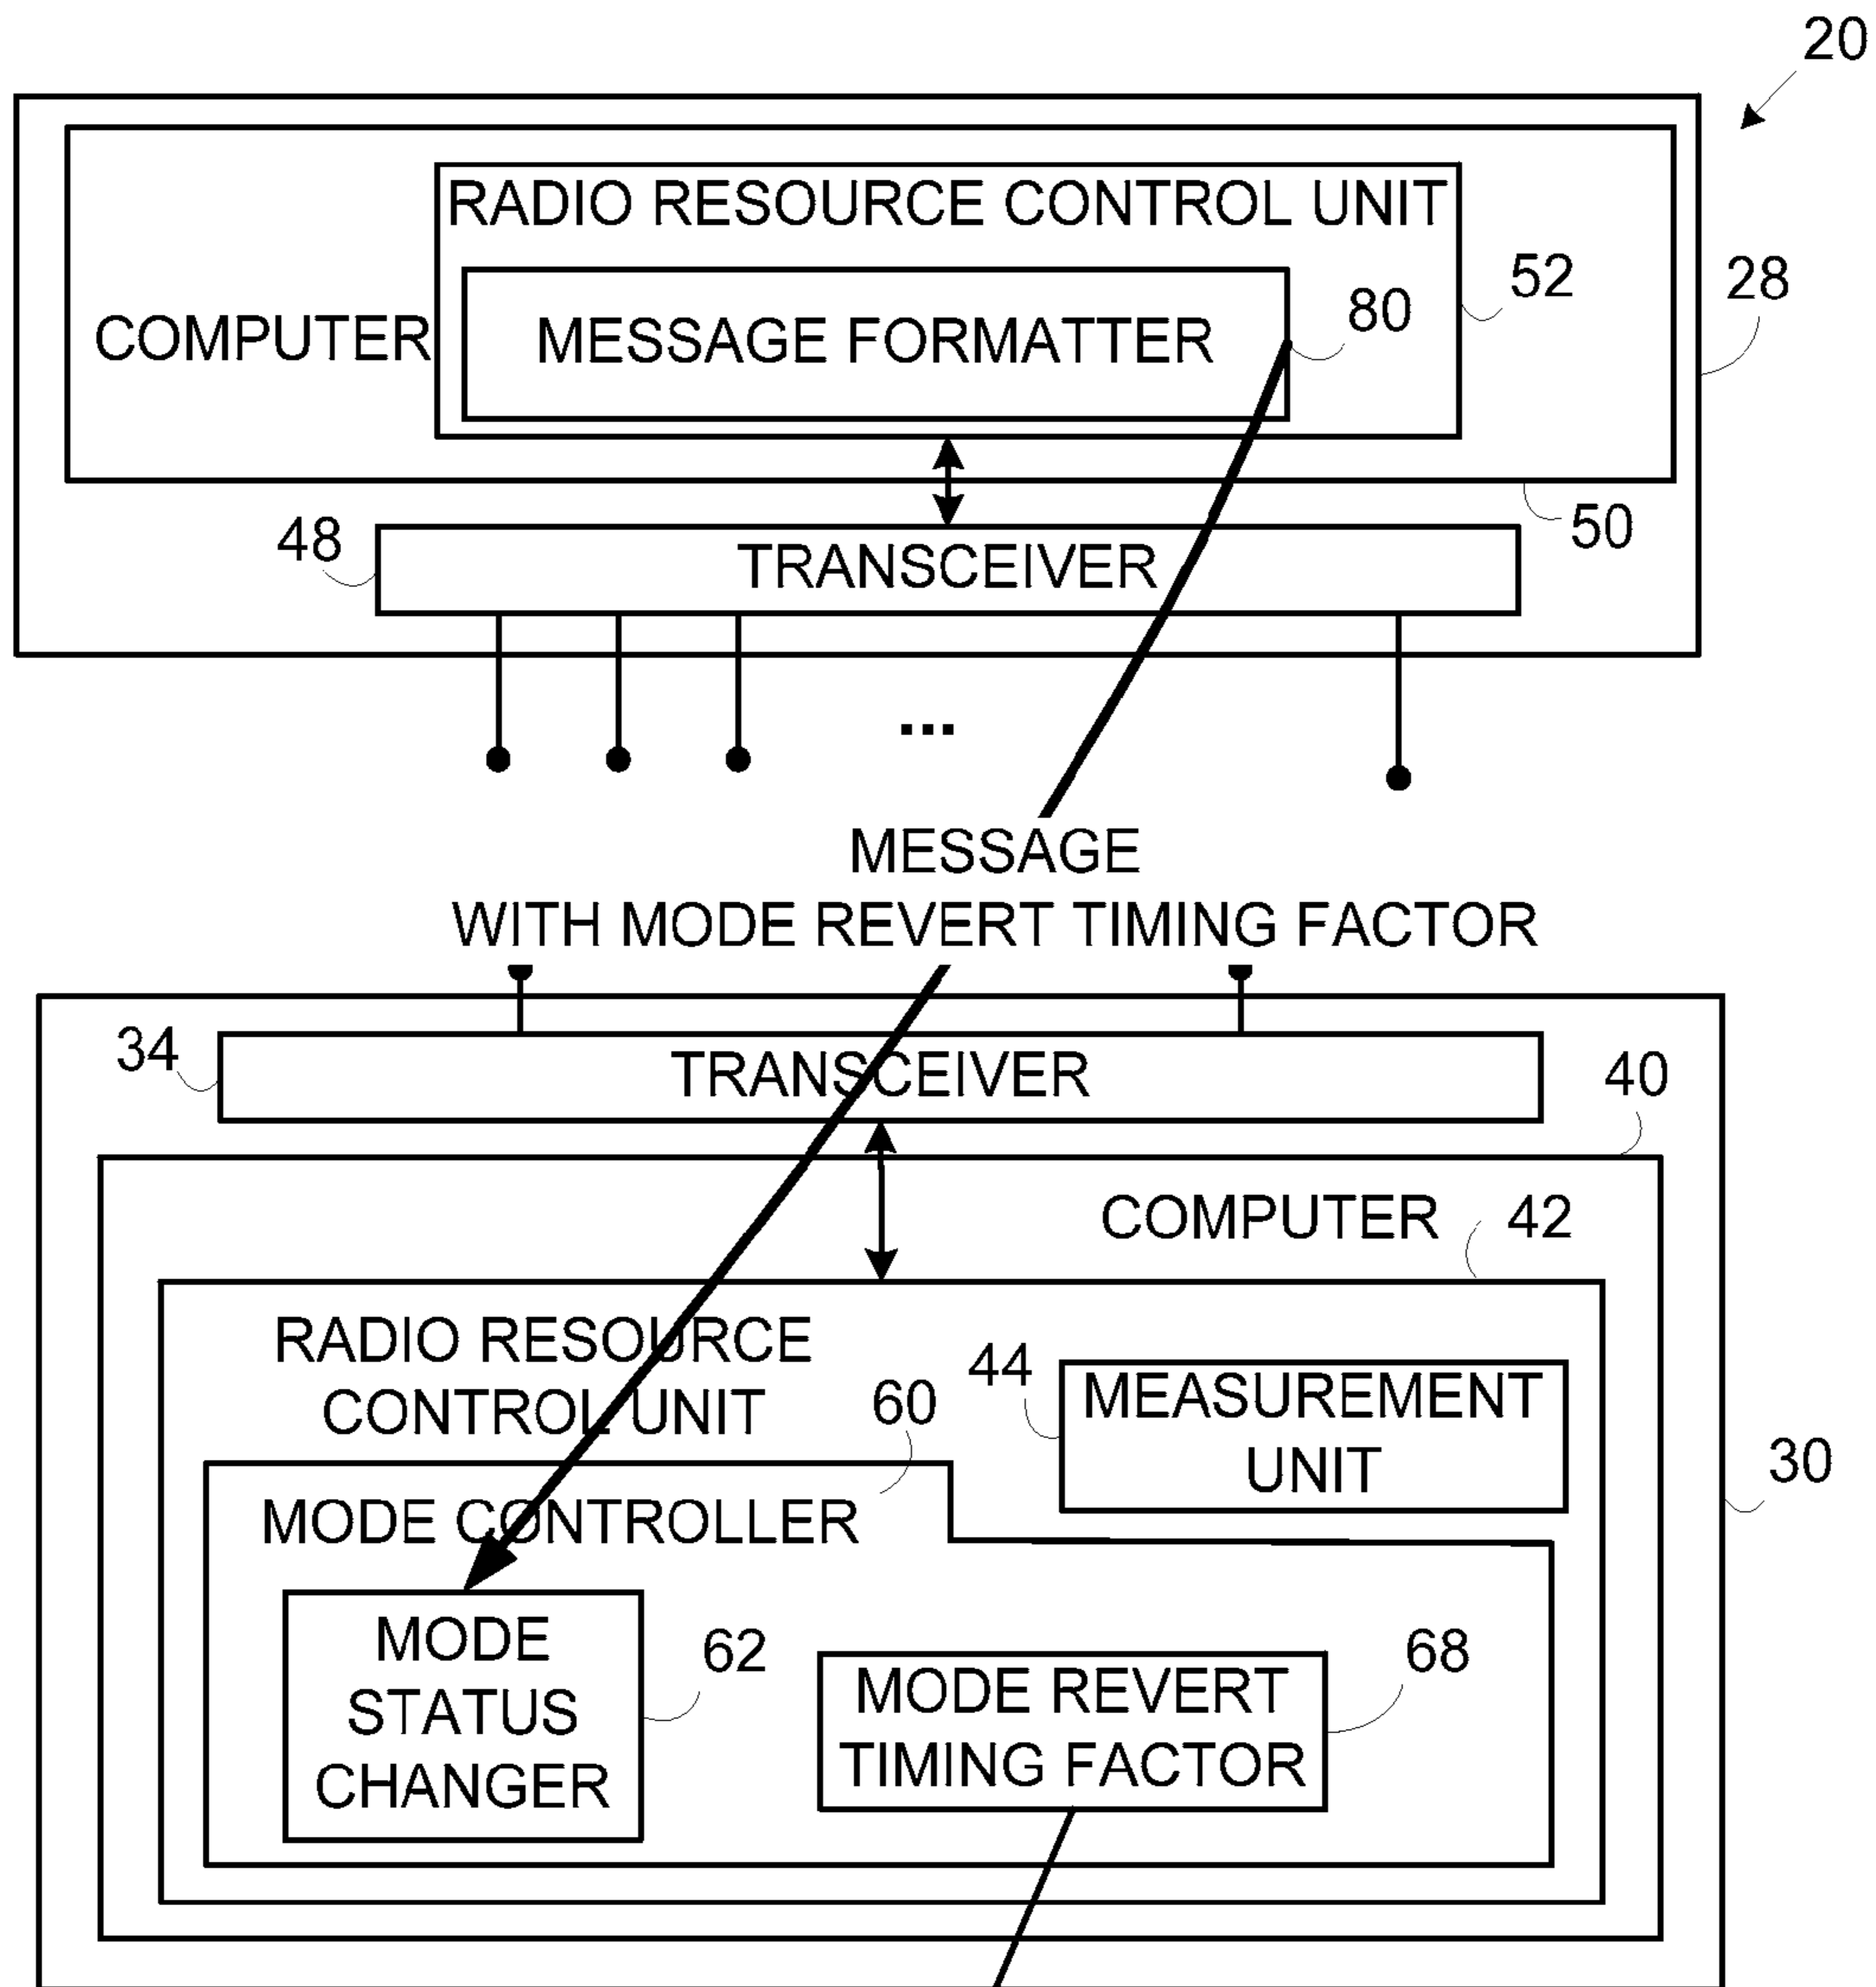 20
RADIO RESOURCE CONTROL UNIT
52
28
COMPUTER
MESSAGE FORMATTER
80
50
48
TRANSCEIVER
...
MESSAGE
WITH MODE REVERT TIMING FACTOR
34
TRANSCEIVER
40
COMPUTER
42
RADIO RESOURCE
CONTROL UNIT
60
44
MEASUREMENT
UNIT
30
MODE CONTROLLER
MODE
STATUS
CHANGER
62
MODE REVERT
TIMING FACTOR
68